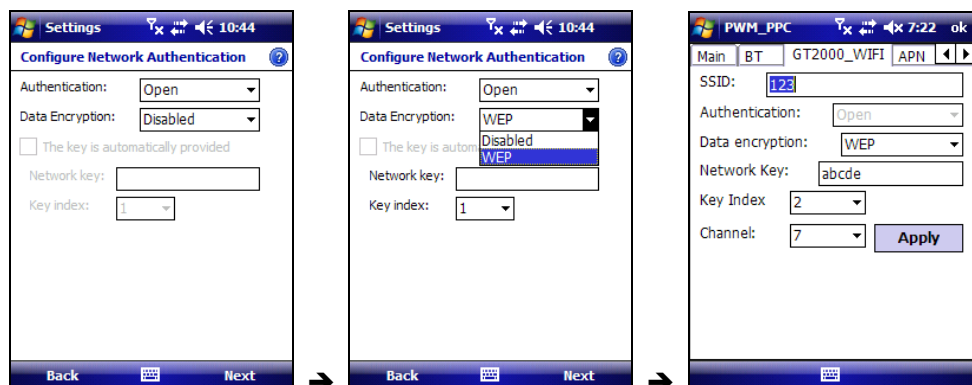 Settings 10:44
Configure Network Authentication ?
Authentication: Open
Data Encryption: Disabled
The key is automatically provided
Network key:
Key index: 1
Back Next
➔
Settings 10:44
Configure Network Authentication ?
Authentication: Open
Data Encryption: WEP
Disabled
WEP
The key is autom
Network key:
Key index: 1
Back Next
➔
PWM_PPC 7:22 ok
Main BT GT2000_WIFI APN
SSID: 123
Authentication: Open
Data encryption: WEP
Network Key: abcde
Key Index 2
Channel: 7 Apply